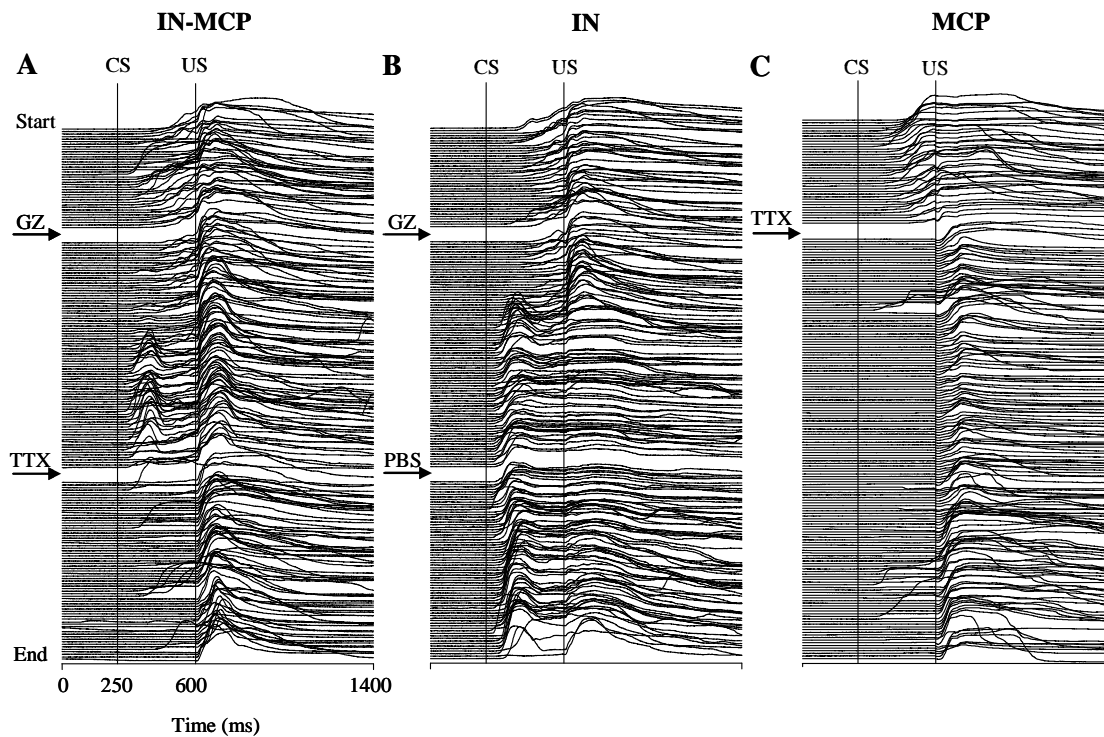 IN-MCP
IN
MCP
A
CS
US
B
CS
US
C
CS
US
Start
GZ
GZ
TTX
TTX
PBS
End
0
250
600
1400
Time (ms)